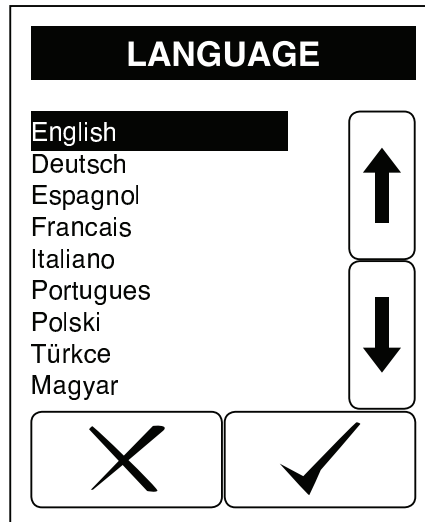 LANGUAGE
English
Deutsch
Espagnol
Francais
Italiano
Portugues
Polski
Türkce
Magyar